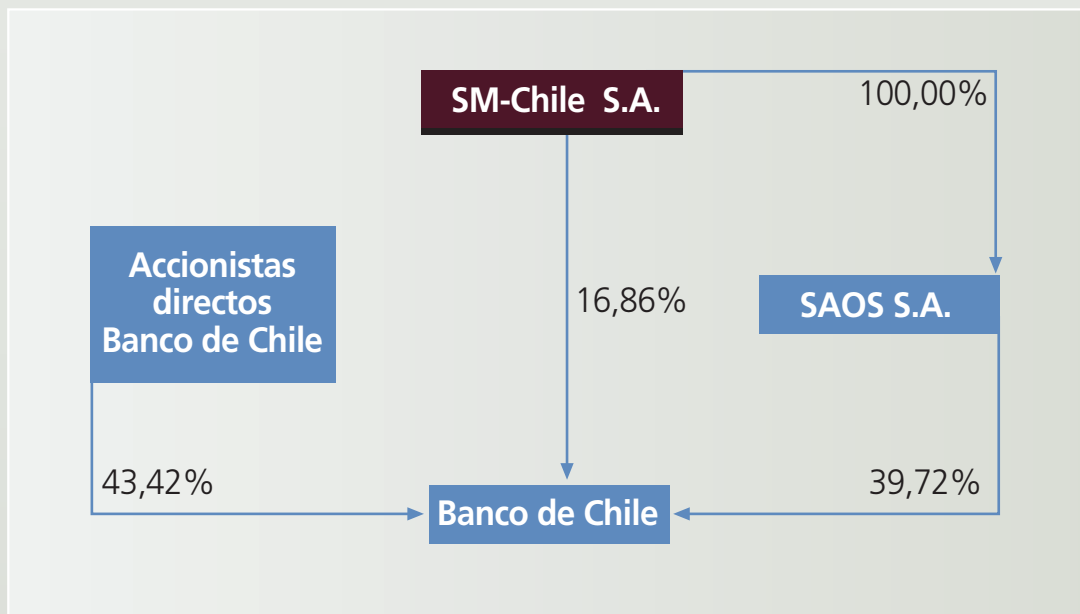 SM-Chile S.A.
100,00%
Accionistas
directos
Banco de Chile
16,86%
SAOS S.A.
43,42%
39,72%
Banco de Chile